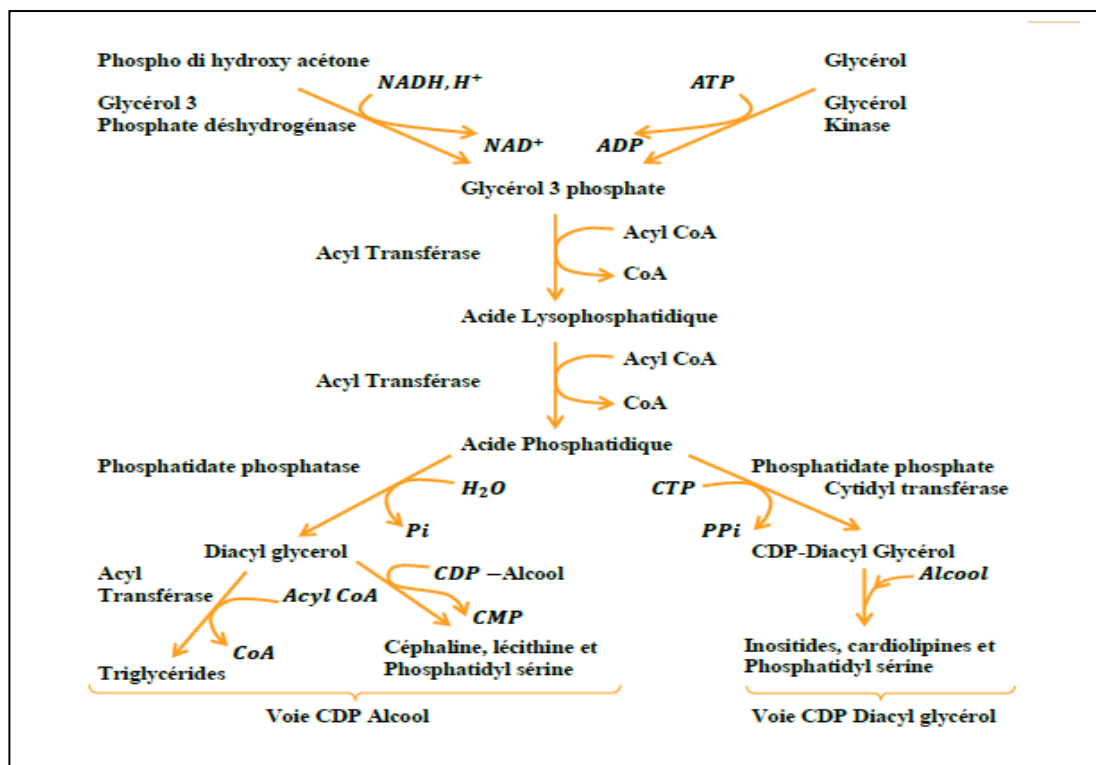 Phospho di hydroxy acétone
Glycérol
NADH, H⁺
ATP
Glycérol 3
Phosphate déshydrogénase
Glycérol
Kinase
NAD⁺
ADP
Glycérol 3 phosphate
Acyl CoA
Acyl Transférase
CoA
Acide Lysophosphatidique
Acyl CoA
Acyl Transférase
CoA
Acide Phosphatidique
Phosphatidate phosphatase
Phosphatidate phosphate
Cytidyl transférase
H₂O
CTP
Pi
PPi
Diacyl glycerol
CDP-Diacyl Glycérol
Acyl
Transférase
Acyl CoA
CDP –Alcool
Alcool
CMP
CoA
Triglycérides
Céphaline, lécithine et
Phosphatidyl sérine
Inositides, cardiolipines et
Phosphatidyl sérine
Voie CDP Alcool
Voie CDP Diacyl glycérol